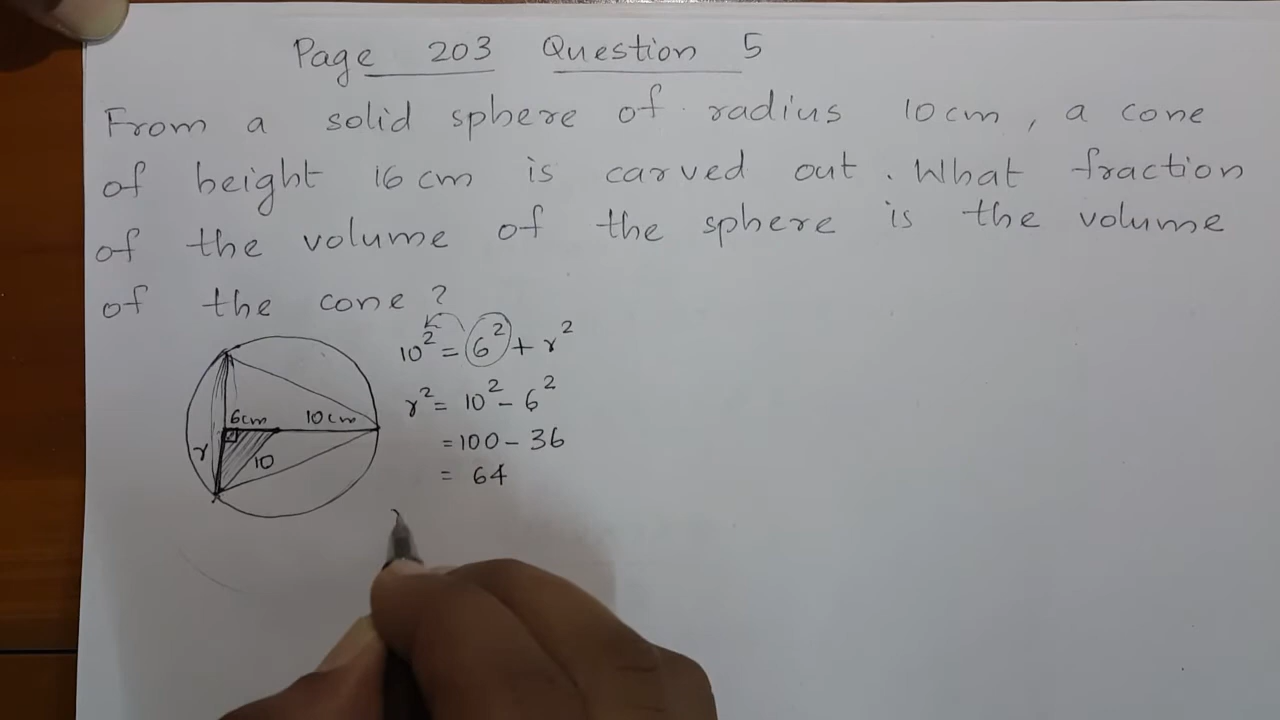 Page 203 Question 5
From a solid sphere of radius 10cm, a cone
of height 16cm is carved out. What fraction
of the volume of the sphere is the volume
of the cone?
10² = 6² + r²
r² = 10² - 6²
= 100 - 36
= 64
6cm 10cm
r 10